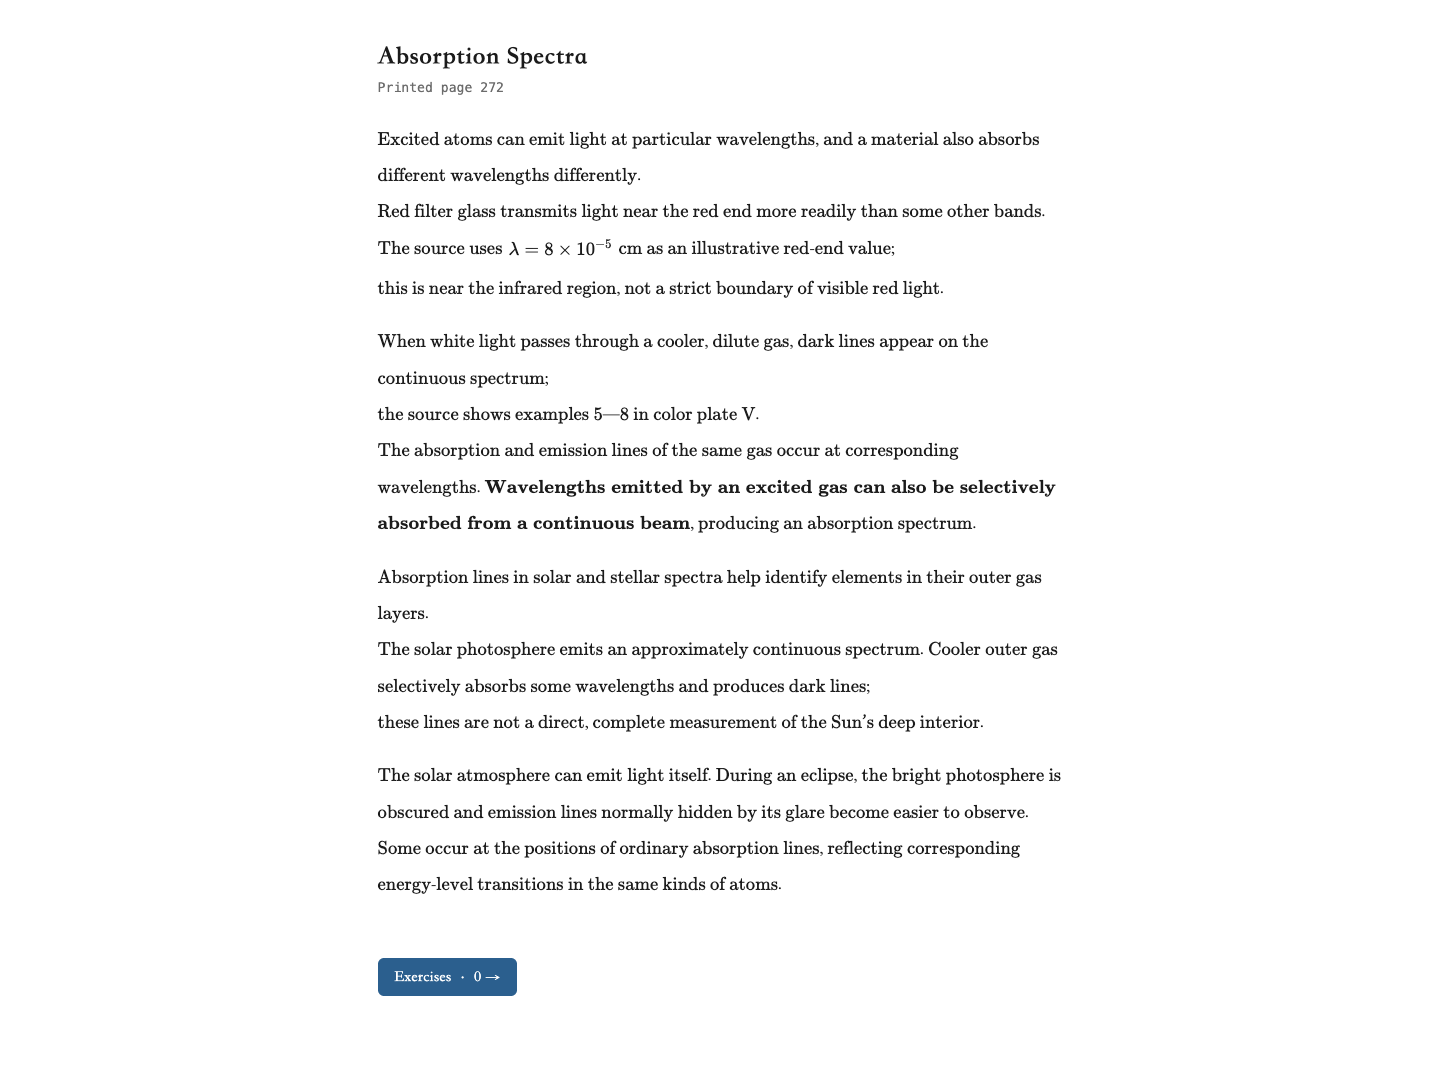 Absorption Spectra
Printed page 272
Excited atoms can emit light at particular wavelengths, and a material also absorbs
different wavelengths differently.
Red filter glass transmits light near the red end more readily than some other bands.
The source uses λ = 8 × 10⁻⁵ cm as an illustrative red-end value;
this is near the infrared region, not a strict boundary of visible red light.
When white light passes through a cooler, dilute gas, dark lines appear on the
continuous spectrum;
the source shows examples 5—8 in color plate V.
The absorption and emission lines of the same gas occur at corresponding
wavelengths. Wavelengths emitted by an excited gas can also be selectively
absorbed from a continuous beam, producing an absorption spectrum.
Absorption lines in solar and stellar spectra help identify elements in their outer gas
layers.
The solar photosphere emits an approximately continuous spectrum. Cooler outer gas
selectively absorbs some wavelengths and produces dark lines;
these lines are not a direct, complete measurement of the Sun’s deep interior.
The solar atmosphere can emit light itself. During an eclipse, the bright photosphere is
obscured and emission lines normally hidden by its glare become easier to observe.
Some occur at the positions of ordinary absorption lines, reflecting corresponding
energy-level transitions in the same kinds of atoms.
Exercises · 0 →